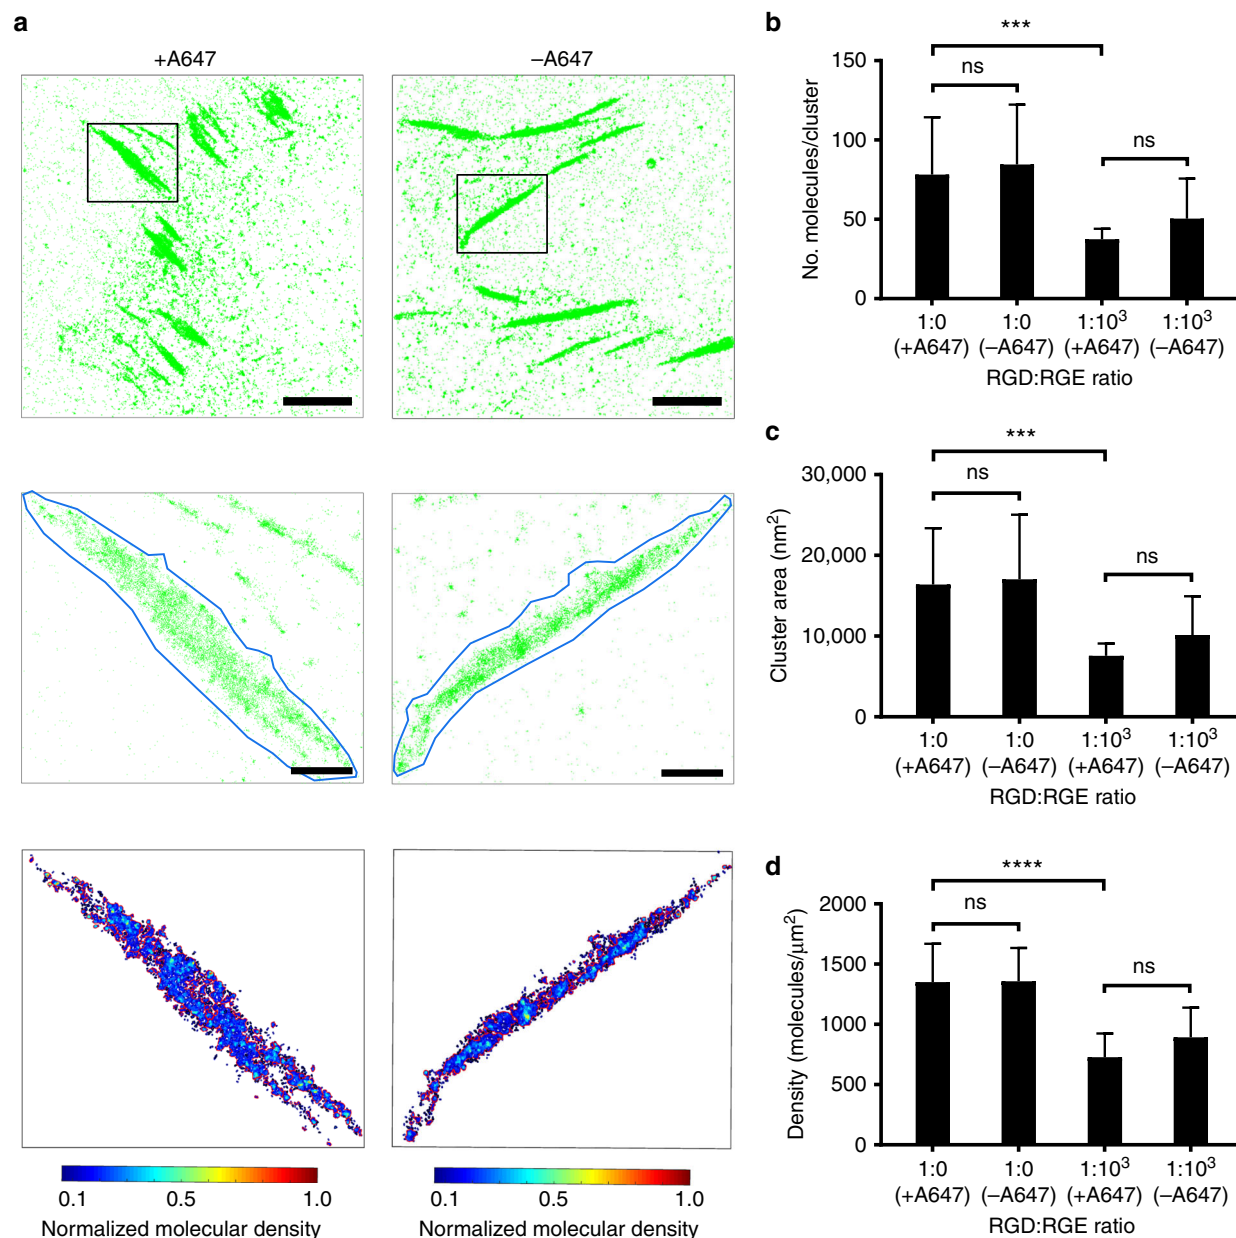 a
+A647
–A647
0.1 0.5 1.0
Normalized molecular density
0.1 0.5 1.0
Normalized molecular density
b
***
ns
ns
No. molecules/cluster
150
100
50
0
1:0 1:0 1:10³ 1:10³
(+A647) (–A647) (+A647) (–A647)
RGD:RGE ratio
c
***
ns
ns
Cluster area (nm²)
30,000
20,000
10,000
0
1:0 1:0 1:10³ 1:10³
(+A647) (–A647) (+A647) (–A647)
RGD:RGE ratio
d
****
ns
ns
Density (molecules/μm²)
2000
1500
1000
500
0
1:0 1:0 1:10³ 1:10³
(+A647) (–A647) (+A647) (–A647)
RGD:RGE ratio